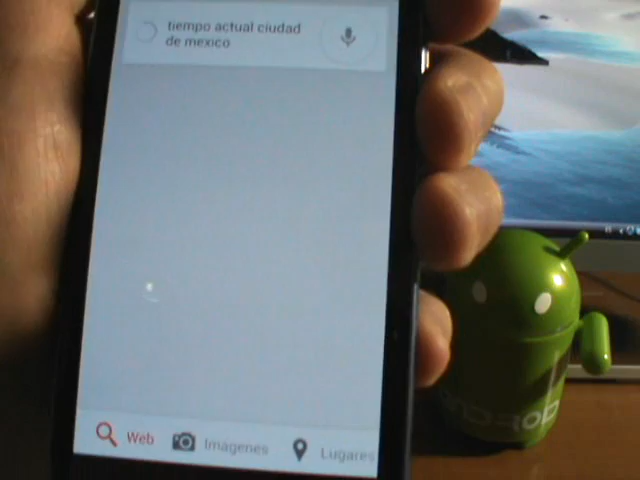 tiempo actual ciudad
de mexico
Web
Imágenes
Lugares